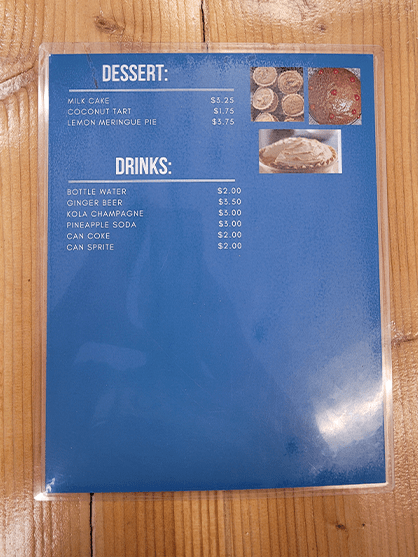 DESSERT:
MILK CAKE $3.25
COCONUT TART $1.75
LEMON MERINGUE PIE $3.75
DRINKS:
BOTTLE WATER $2.00
GINGER BEER $3.50
KOLA CHAMPAGNE $3.00
PINEAPPLE SODA $3.00
CAN COKE $2.00
CAN SPRITE $2.00